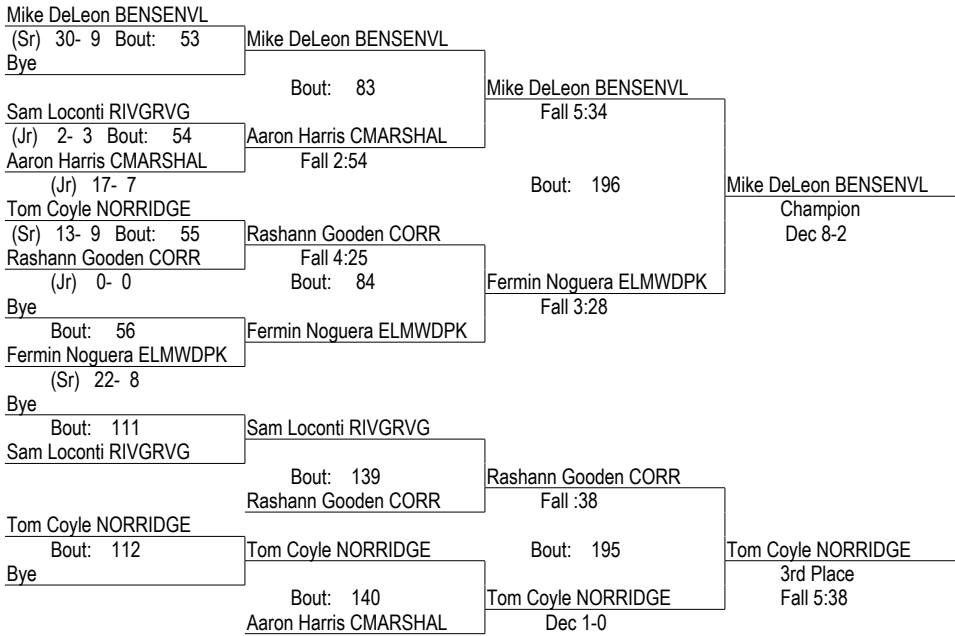 Mike DeLeon BENSENVL
(Sr) 30- 9 Bout: 53 Mike DeLeon BENSENVL
Bye
Bout: 83 Mike DeLeon BENSENVL
Sam Loconti RIVGRVG Fall 5:34
(Jr) 2- 3 Bout: 54 Aaron Harris CMARSHAL
Aaron Harris CMARSHAL Fall 2:54
(Jr) 17- 7 Bout: 196 Mike DeLeon BENSENVL
Tom Coyle NORRIDGE Champion
(Sr) 13- 9 Bout: 55 Rashann Gooden CORR Dec 8-2
Rashann Gooden CORR Fall 4:25
(Jr) 0- 0 Bout: 84 Fermin Noguera ELMWDPK
Bye Fall 3:28
Bout: 56 Fermin Noguera ELMWDPK
Fermin Noguera ELMWDPK
(Sr) 22- 8
Bye
Bout: 111 Sam Loconti RIVGRVG
Sam Loconti RIVGRVG
Bout: 139 Rashann Gooden CORR
Rashann Gooden CORR Fall :38
Tom Coyle NORRIDGE
Bout: 112 Tom Coyle NORRIDGE Bout: 195 Tom Coyle NORRIDGE
Bye 3rd Place
Bout: 140 Tom Coyle NORRIDGE Fall 5:38
Aaron Harris CMARSHAL Dec 1-0